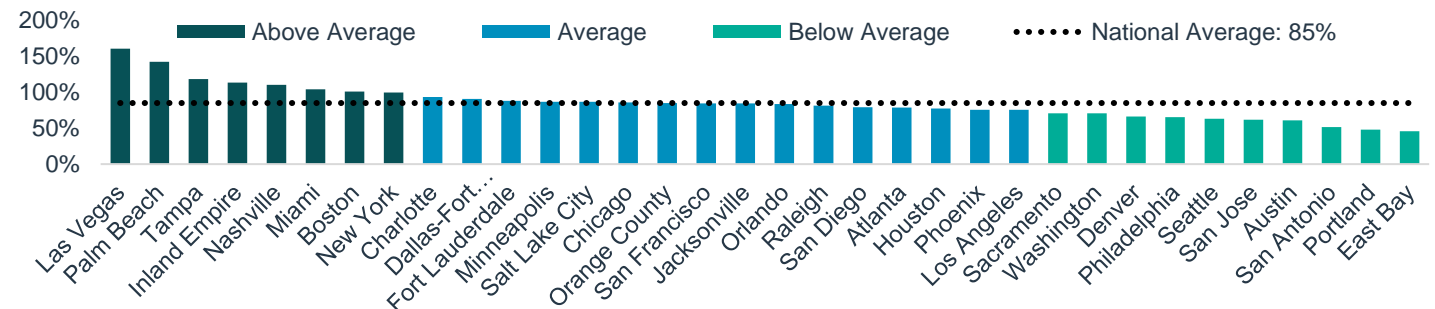 200%
Above Average
Average
Below Average
National Average: 85%
150%
100%
50%
0%
Las Vegas
Palm Beach
Tampa
Inland Empire
Nashville
Miami
Boston
New York
Charlotte
Dallas-Fort…
Fort Lauderdale
Minneapolis
Salt Lake City
Chicago
Orange County
San Francisco
Jacksonville
Orlando
Raleigh
San Diego
Atlanta
Houston
Phoenix
Los Angeles
Sacramento
Washington
Denver
Philadelphia
Seattle
San Jose
Austin
San Antonio
Portland
East Bay